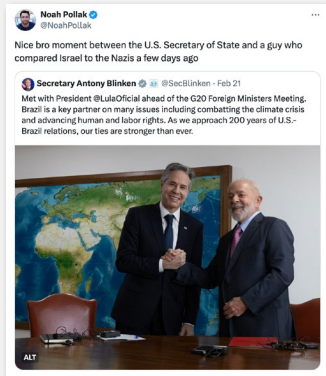 Noah Pollak
@NoahPollak
Nice bro moment between the U.S. Secretary of State and a guy who
compared Israel to the Nazis a few days ago
Secretary Antony Blinken @SecBlinken · Feb 21
Met with President @LulaOficial ahead of the G20 Foreign Ministers Meeting.
Brazil is a key partner on many issues including combatting the climate crisis
and advancing human and labor rights. As we approach 200 years of U.S.-
Brazil relations, our ties are stronger than ever.
ALT